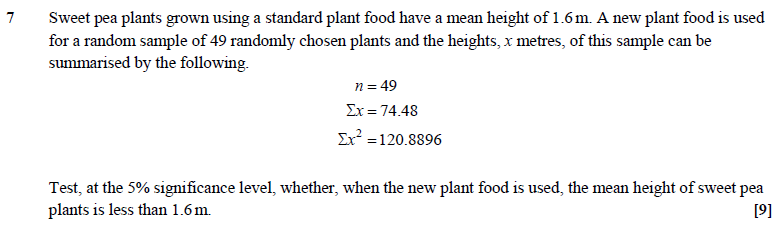 7 Sweet pea plants grown using a standard plant food have a mean height of 1.6 m. A new plant food is used
for a random sample of 49 randomly chosen plants and the heights, x metres, of this sample can be
summarised by the following.
n = 49
Σx = 74.48
Σx² = 120.8896
Test, at the 5% significance level, whether, when the new plant food is used, the mean height of sweet pea
plants is less than 1.6 m. [9]